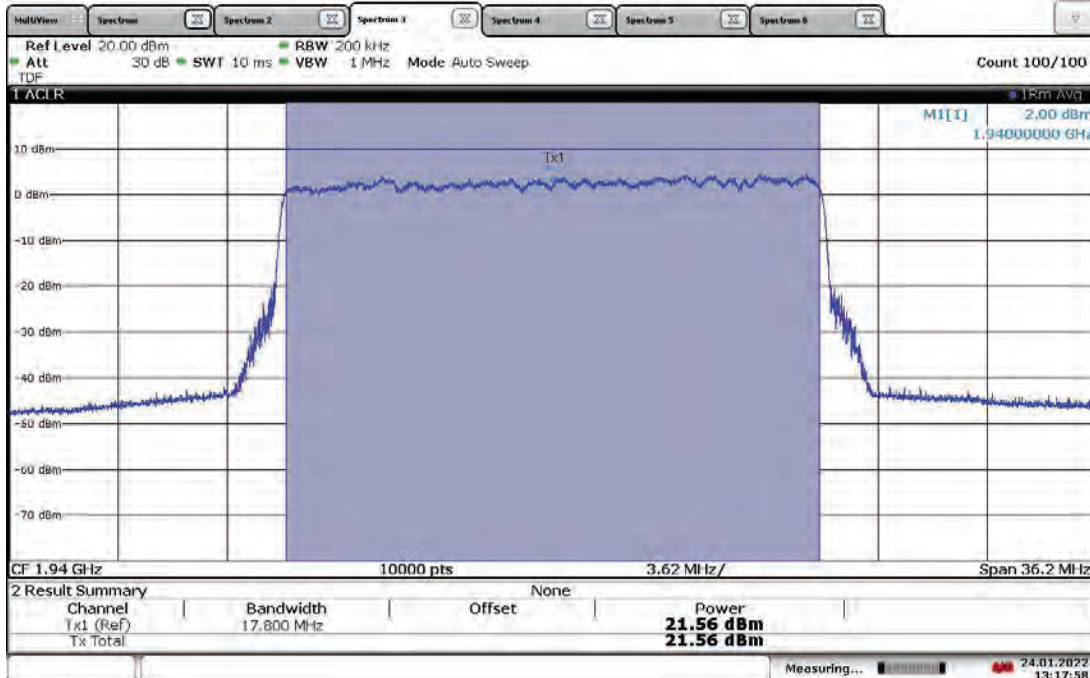 MultiView Spectrum Spectrum 2 Spectrum 3 Spectrum 4 Spectrum 5 Spectrum 6
Ref Level 20.00 dBm RBW 200 kHz
Att 30 dB SWT 10 ms VBW 1 MHz Mode Auto Sweep Count 100/100
TDF
1 ACLR 1Rm Avg
M1[1] 2.00 dBm
1.94000000 GHz
10 dBm
Tx1
0 dBm
-10 dBm
-20 dBm
-30 dBm
-40 dBm
-50 dBm
-60 dBm
-70 dBm
CF 1.94 GHz 10000 pts 3.62 MHz/ Span 36.2 MHz
2 Result Summary None
Channel Bandwidth Offset Power
Tx1 (Ref) 17.800 MHz 21.56 dBm
Tx Total 21.56 dBm
Measuring... 24.01.2022
13:17:58